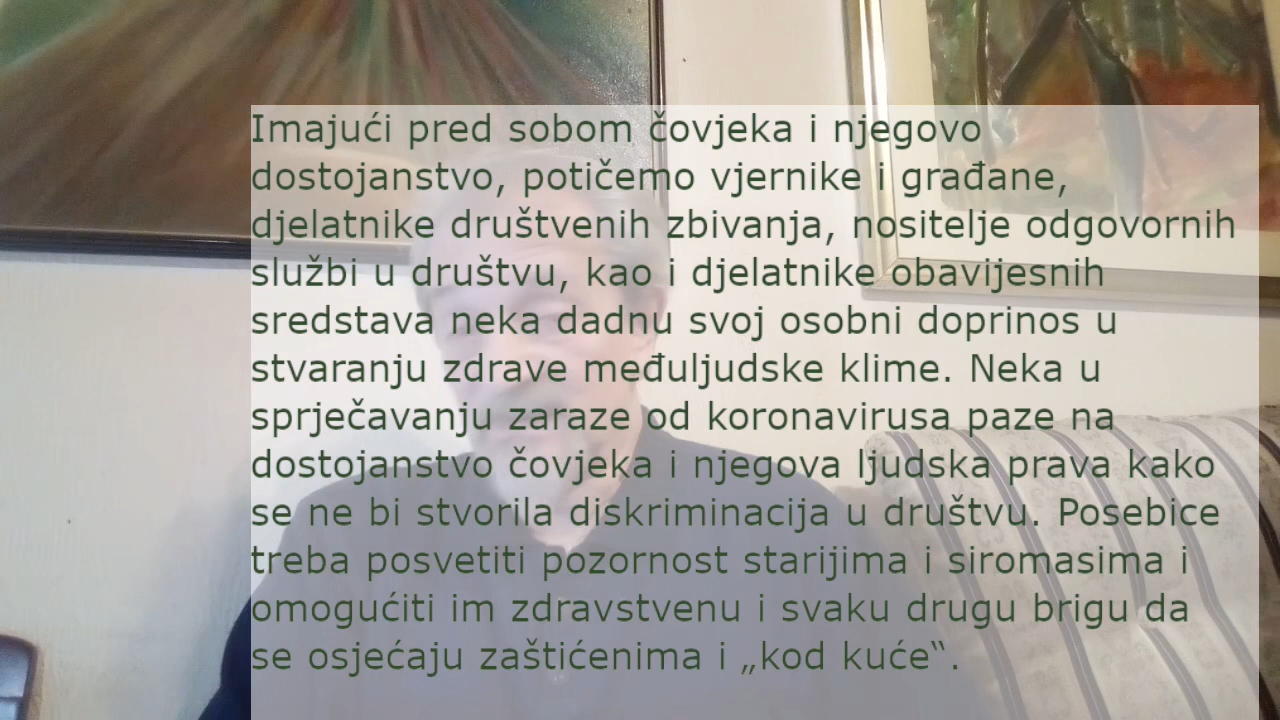 Imajući pred sobom čovjeka i njegovo
dostojanstvo, potičemo vjernike i građane,
djelatnike društvenih zbivanja, nositelje odgovornih
službi u društvu, kao i djelatnike obavijesnih
sredstava neka dadnu svoj osobni doprinos u
stvaranju zdrave međuljudske klime. Neka u
sprječavanju zaraze od koronavirusa paze na
dostojanstvo čovjeka i njegova ljudska prava kako
se ne bi stvorila diskriminacija u društvu. Posebice
treba posvetiti pozornost starijima i siromasima i
omogućiti im zdravstvenu i svaku drugu brigu da
se osjećaju zaštićenima i „kod kuće“.